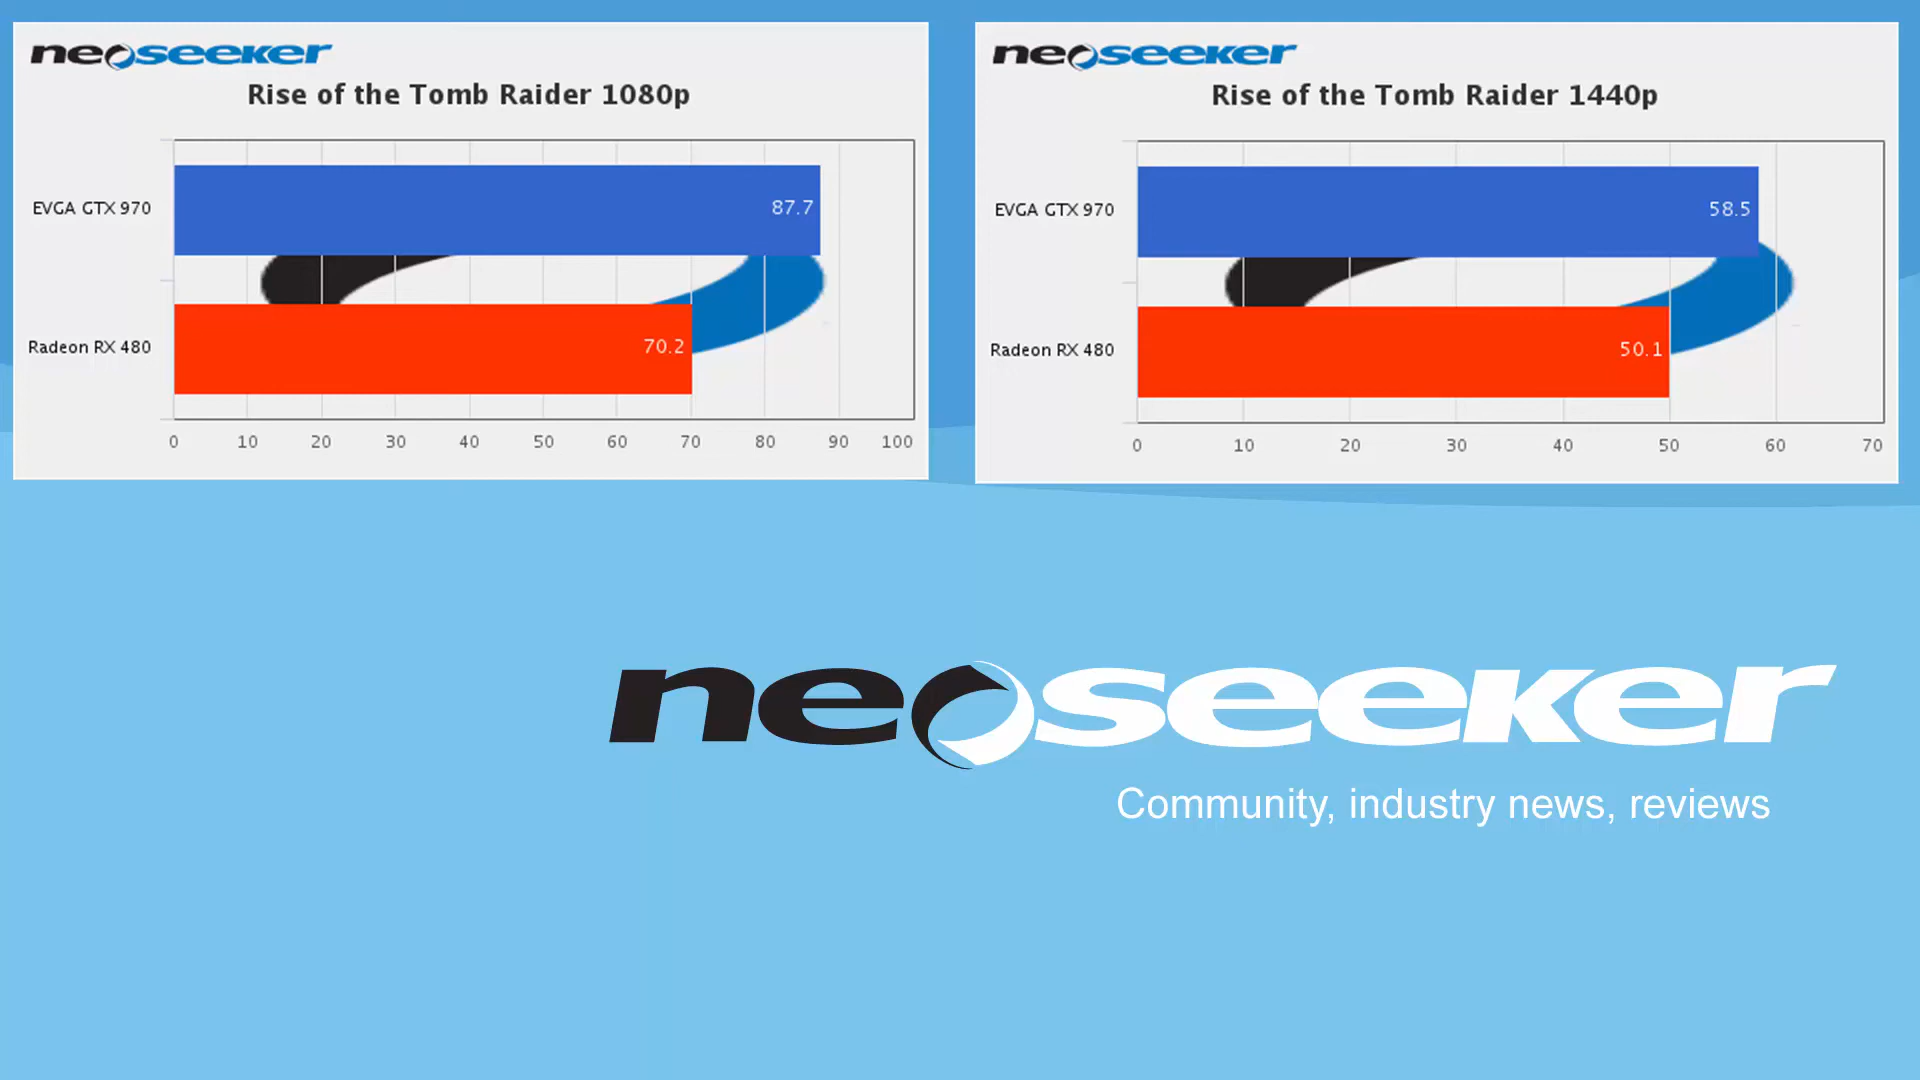 neoseeker
Rise of the Tomb Raider 1080p
EVGA GTX 970
87.7
Radeon RX 480
70.2
0 10 20 30 40 50 60 70 80 90 100
neoseeker
Rise of the Tomb Raider 1440p
EVGA GTX 970
58.5
Radeon RX 480
50.1
0 10 20 30 40 50 60 70
neoseeker
Community, industry news, reviews